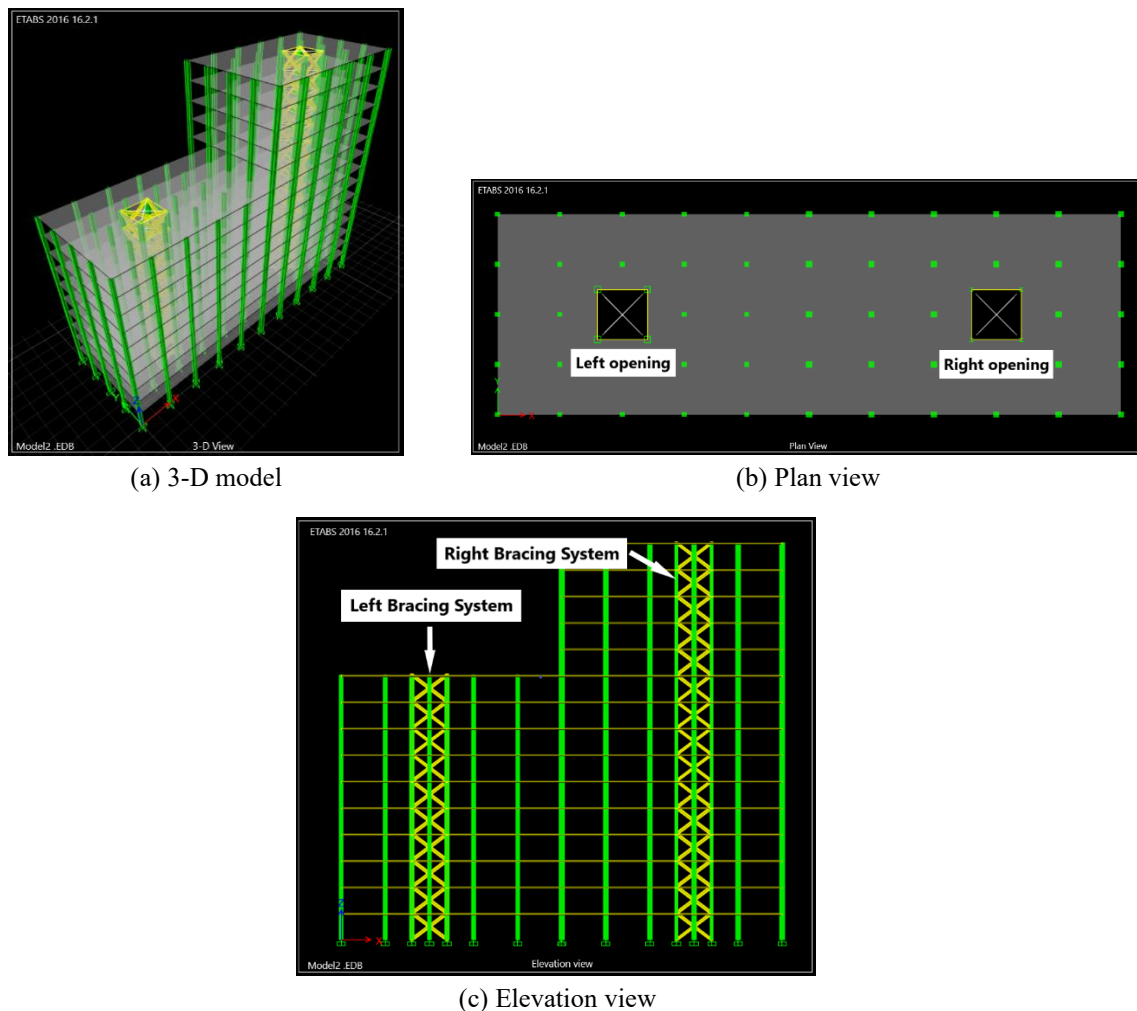 ETABS 2016 16.2.1
Y
Z
X
Model2 .EDB
3-D View
(a) 3-D model
ETABS 2016 16.2.1
Left opening
Right opening
Y
X
Model2 .EDB
Plan View
(b) Plan view
ETABS 2016 16.2.1
Right Bracing System
Left Bracing System
Z
X
Model2 .EDB
Elevation view
(c) Elevation view